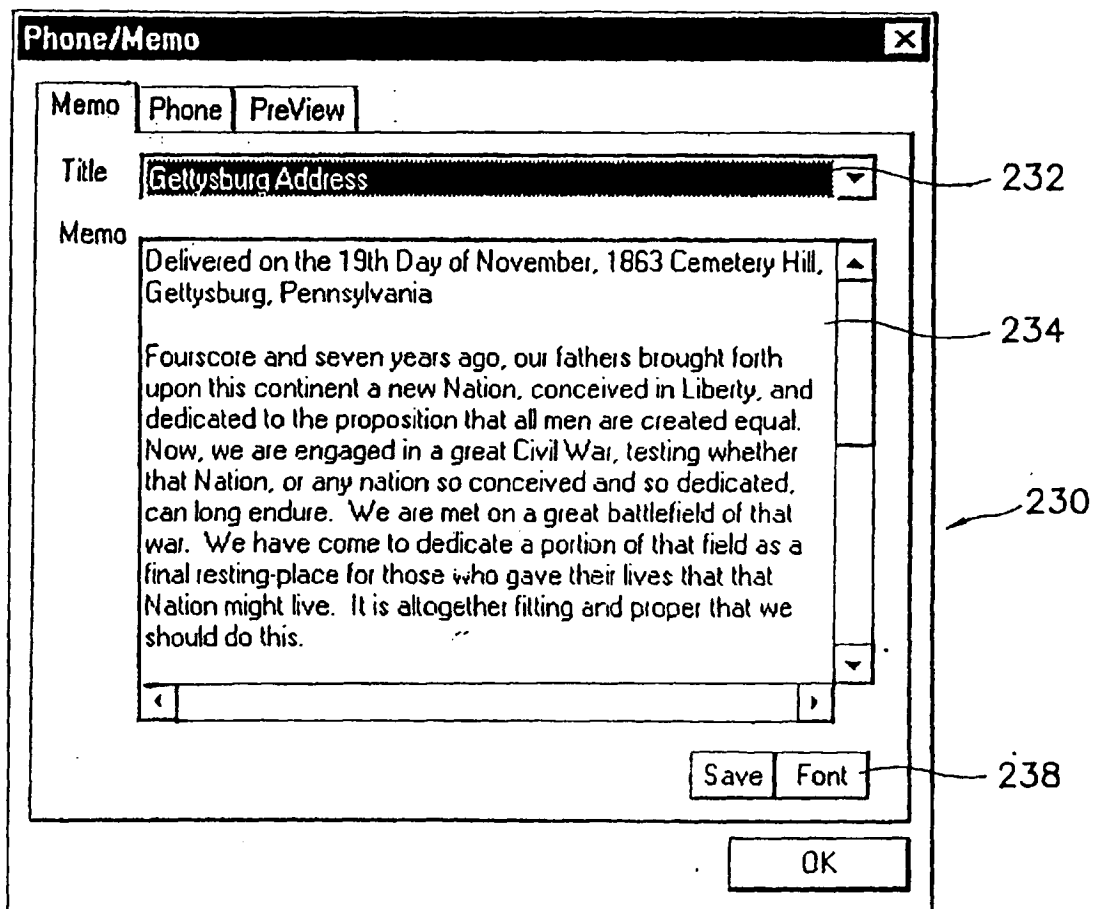 Phone/Memo
Memo Phone PreView
Title Gettysburg Address 232
Memo
Delivered on the 19th Day of November, 1863 Cemetery Hill,
Gettysburg, Pennsylvania
234
Fourscore and seven years ago, our fathers brought forth
upon this continent a new Nation, conceived in Liberty, and
dedicated to the proposition that all men are created equal.
Now, we are engaged in a great Civil War, testing whether
that Nation, or any nation so conceived and so dedicated,
can long endure. We are met on a great battlefield of that
230
war. We have come to dedicate a portion of that field as a
final resting-place for those who gave their lives that that
Nation might live. It is altogether fitting and proper that we
should do this.
Save Font 238
OK